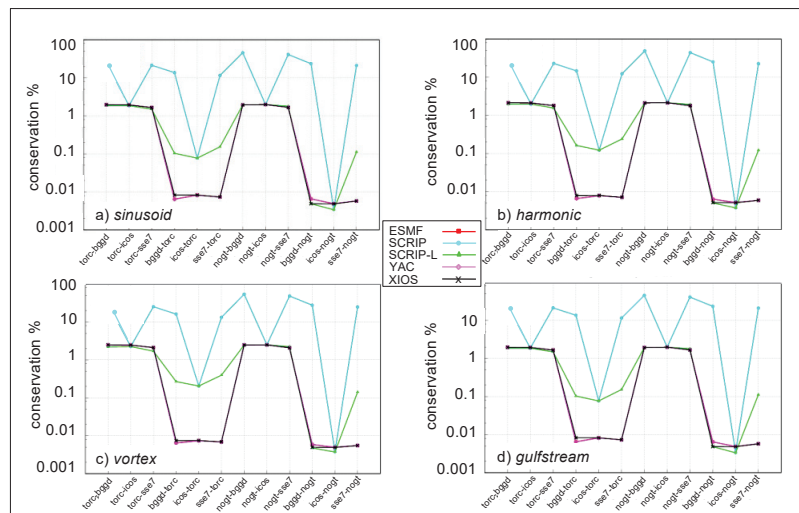 conservation %
100
10
1
0.1
0.01
0.001
a) sinusoid
torc-bggd
torc-icos
torc-sse7
bggd-torc
icos-torc
sse7-torc
nogt-bggd
nogt-icos
nogt-sse7
bggd-nogt
icos-nogt
sse7-nogt
conservation %
100
10
1
0.1
0.01
0.001
b) harmonic
torc-bggd
torc-icos
torc-sse7
bggd-torc
icos-torc
sse7-torc
nogt-bggd
nogt-icos
nogt-sse7
bggd-nogt
icos-nogt
sse7-nogt
ESMF
SCRIP
SCRIP-L
YAC
XIOS
conservation %
100
10
1
0.1
0.01
0.001
c) vortex
torc-bggd
torc-icos
torc-sse7
bggd-torc
icos-torc
sse7-torc
nogt-bggd
nogt-icos
nogt-sse7
bggd-nogt
icos-nogt
sse7-nogt
conservation %
100
10
1
0.1
0.01
0.001
d) gulfstream
torc-bggd
torc-icos
torc-sse7
bggd-torc
icos-torc
sse7-torc
nogt-bggd
nogt-icos
nogt-sse7
bggd-nogt
icos-nogt
sse7-nogt